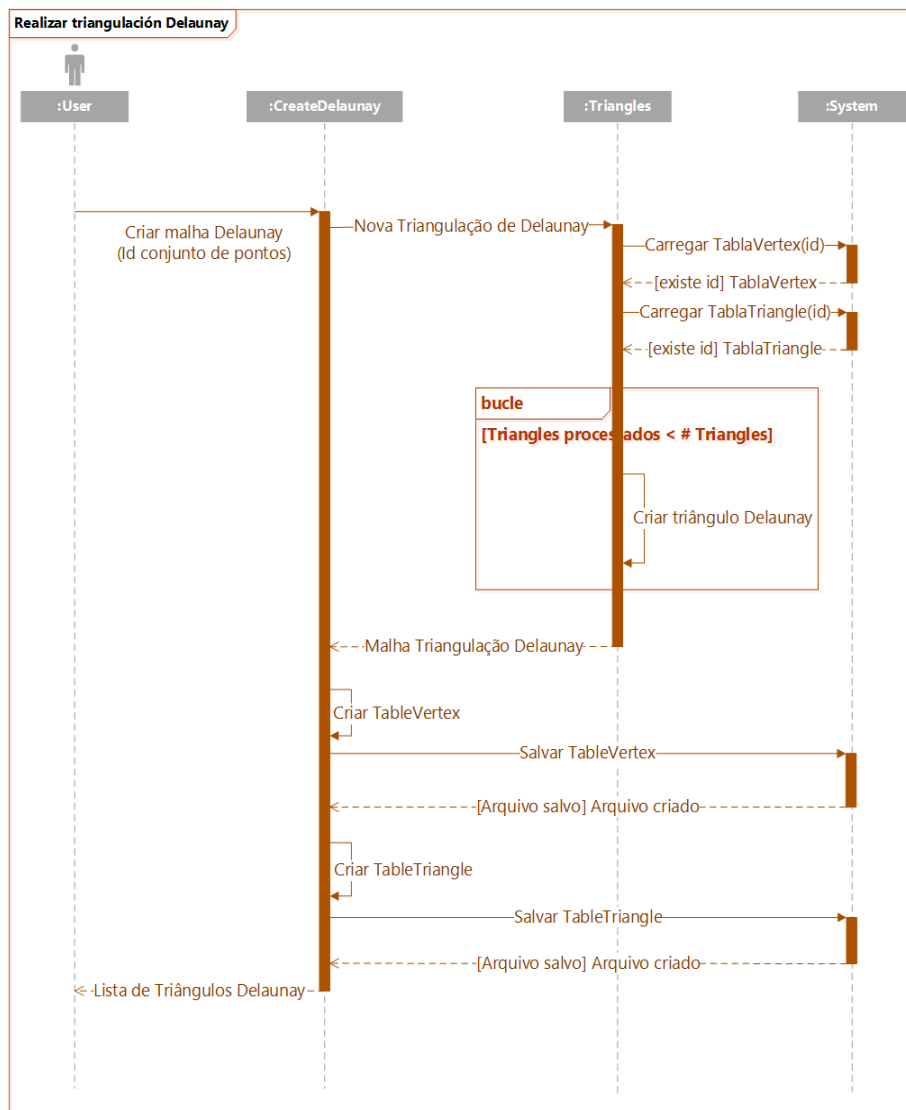 Realizar triangulación Delaunay
:User
:CreateDelaunay
:Triangles
:System
Criar malha Delaunay
(Id conjunto de pontos)
Nova Triangulação de Delaunay
Carregar TablaVertex(id)
[existe id] TablaVertex
Carregar TablaTriangle(id)
[existe id] TablaTriangle
bucle
[Triangles procesados < # Triangles]
Criar triângulo Delaunay
Malha Triangulação Delaunay
Criar TableVertex
Salvar TableVertex
[Arquivo salvo] Arquivo criado
Criar TableTriangle
Salvar TableTriangle
[Arquivo salvo] Arquivo criado
Lista de Triângulos Delaunay